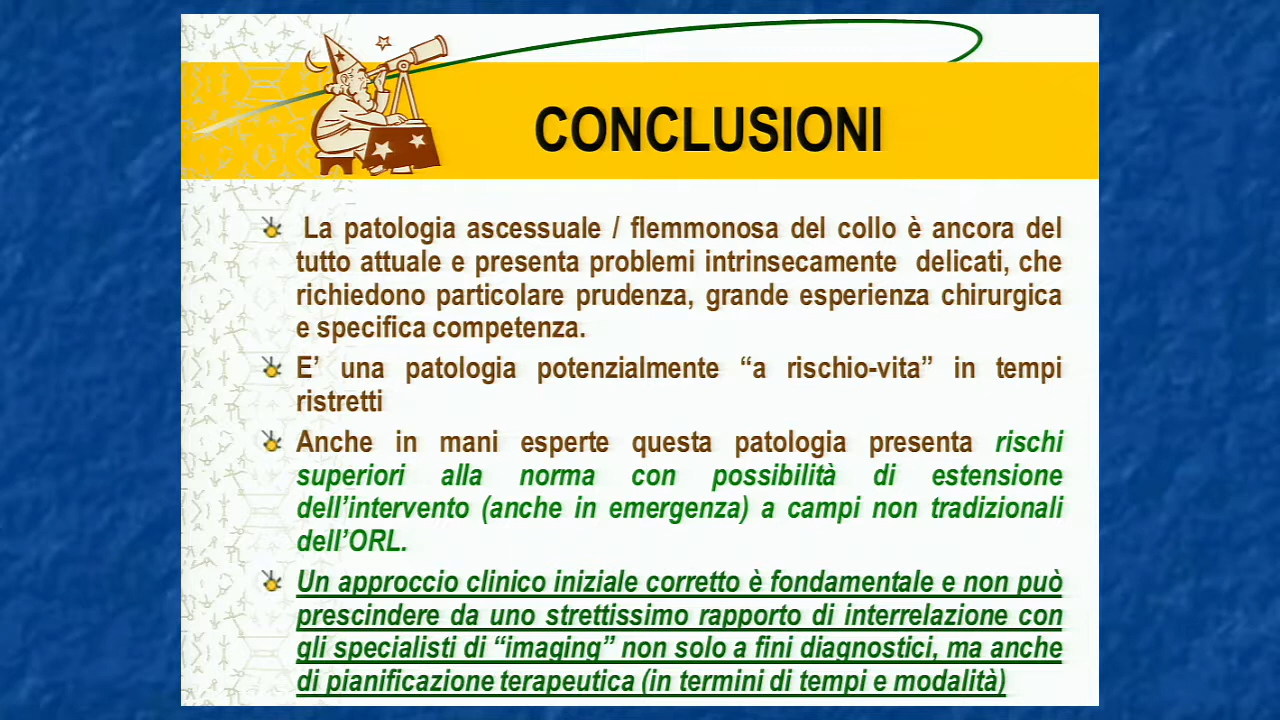 CONCLUSIONI
La patologia ascessuale / flemmonosa del collo è ancora del
tutto attuale e presenta problemi intrinsecamente delicati, che
richiedono particolare prudenza, grande esperienza chirurgica
e specifica competenza.
E’ una patologia potenzialmente “a rischio-vita” in tempi
ristretti
Anche in mani esperte questa patologia presenta rischi
superiori alla norma con possibilità di estensione
dell’intervento (anche in emergenza) a campi non tradizionali
dell’ORL.
Un approccio clinico iniziale corretto è fondamentale e non può
prescindere da uno strettissimo rapporto di interrelazione con
gli specialisti di “imaging” non solo a fini diagnostici, ma anche
di pianificazione terapeutica (in termini di tempi e modalità)